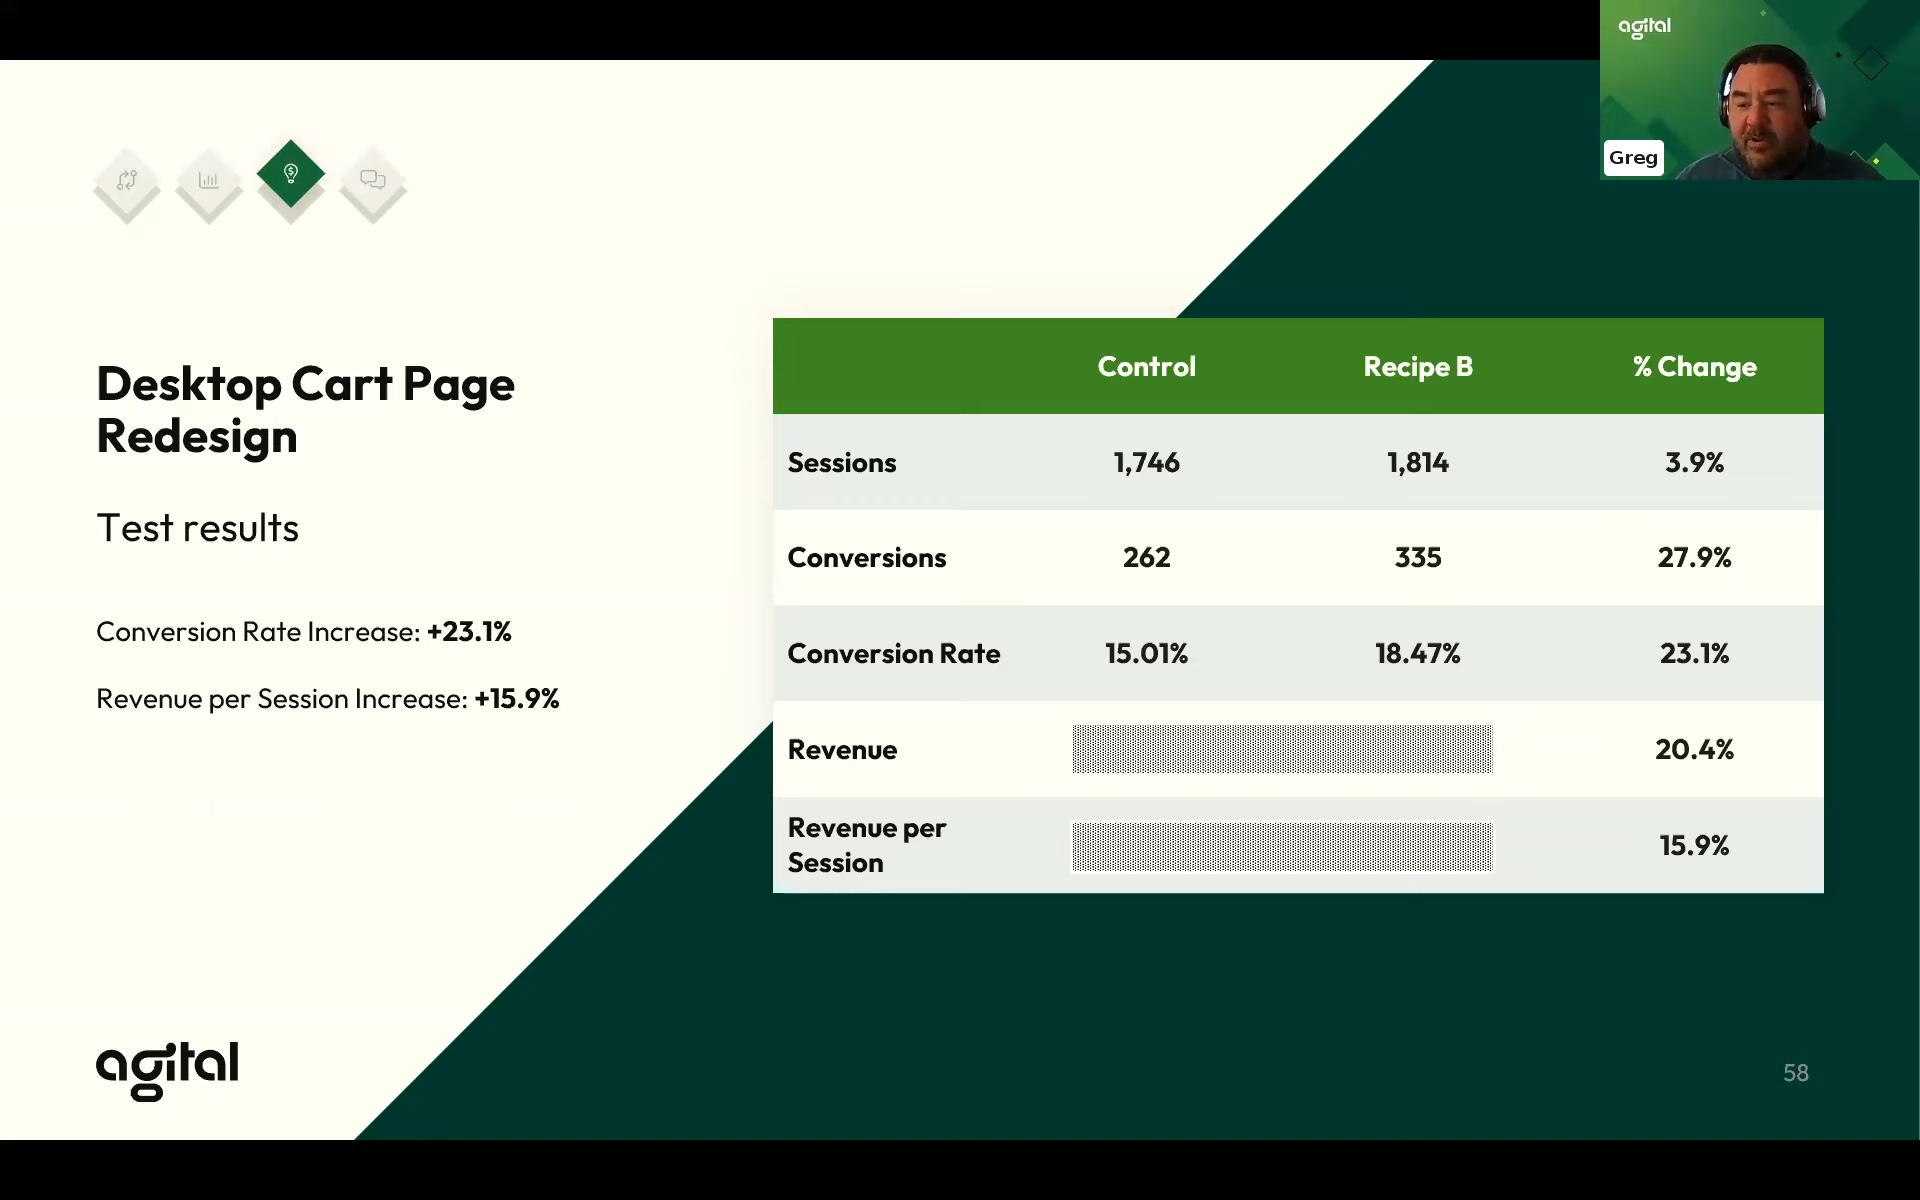 agital
Greg
Desktop Cart Page
Redesign
Test results
Conversion Rate Increase: +23.1%
Revenue per Session Increase: +15.9%
Control Recipe B % Change
Sessions 1,746 1,814 3.9%
Conversions 262 335 27.9%
Conversion Rate 15.01% 18.47% 23.1%
Revenue 20.4%
Revenue per
Session 15.9%
agital
58